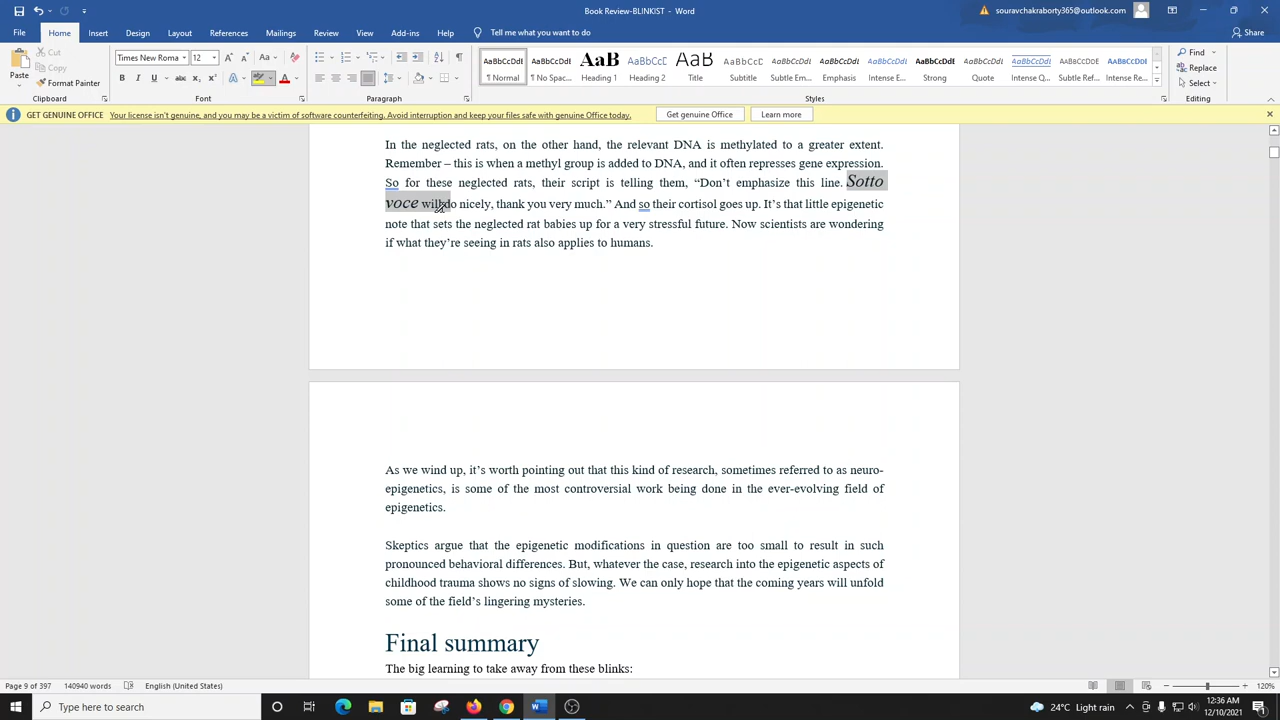 Book Review-BLINKIST - Word
souravchakraborty365@outlook.com
File Home Insert Design Layout References Mailings Review View Add-ins Help Tell me what you want to do Share
Paste Cut Copy Format Painter Clipboard
Times New Roma 12 Font
Paragraph
AaBbCcDdE ¶ Normal AaBbCcDdE ¶ No Spac... AaB Heading 1 AaBbCcC Heading 2 AaB Title AaBbCcD Subtitle AaBbCcDdE Subtle Em... AaBbCcDdE Emphasis AaBbCcDdE Intense E... AaBbCcDdE Strong AaBbCcDdE Quote AaBbCcDdE Intense Q... AaBbCcDdE Subtle Ref... AaBbCcDdE Intense Re...
Styles
Find Replace Select Editing
GET GENUINE OFFICE Your license isn't genuine, and you may be a victim of software counterfeiting. Avoid interruption and keep your files safe with genuine Office today. Get genuine Office Learn more
In the neglected rats, on the other hand, the relevant DNA is methylated to a greater extent.
Remember – this is when a methyl group is added to DNA, and it often represses gene expression.
So for these neglected rats, their script is telling them, “Don’t emphasize this line. Sotto
voce will do nicely, thank you very much.” And so their cortisol goes up. It’s that little epigenetic
note that sets the neglected rat babies up for a very stressful future. Now scientists are wondering
if what they’re seeing in rats also applies to humans.
As we wind up, it’s worth pointing out that this kind of research, sometimes referred to as neuro-
epigenetics, is some of the most controversial work being done in the ever-evolving field of
epigenetics.
Skeptics argue that the epigenetic modifications in question are too small to result in such
pronounced behavioral differences. But, whatever the case, research into the epigenetic aspects of
childhood trauma shows no signs of slowing. We can only hope that the coming years will unfold
some of the field’s lingering mysteries.
Final summary
The big learning to take away from these blinks:
Page 9 of 397 140940 words English (United States) 120%
Type here to search 24°C Light rain 12:36 AM
12/10/2021